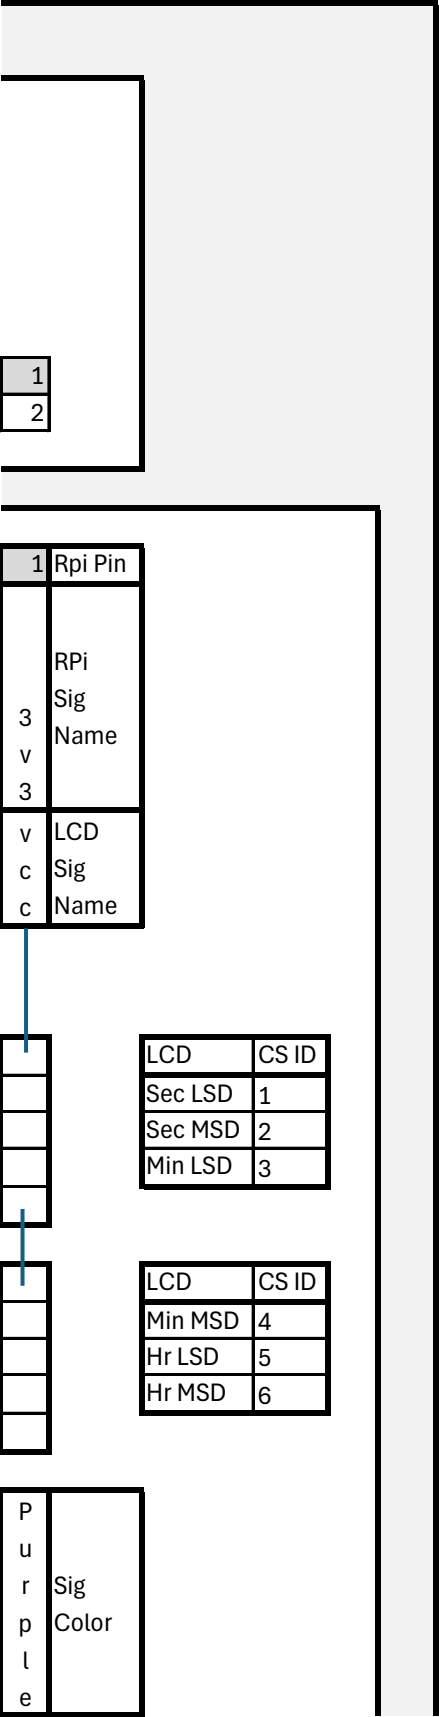 1
2
1 Rpi Pin
RPi
Sig
Name
3
v
3
LCD
Sig
Name
v
c
c
LCD CS ID
Sec LSD 1
Sec MSD 2
Min LSD 3
LCD CS ID
Min MSD 4
Hr LSD 5
Hr MSD 6
P
u
r
p
l
e
Sig
Color